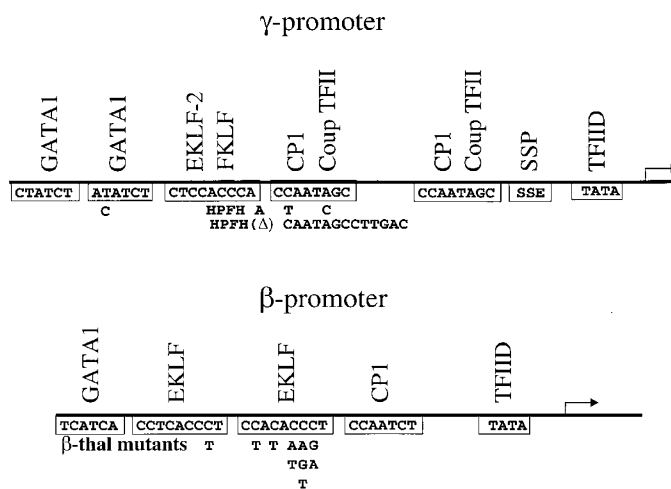 γ-promoter
GATA1 GATA1 EKLF-2 FKLF CP1 Coup TFII CP1 Coup TFII SSP TFIID
CTATCT ATATCT CTCCACCCA CCAATAGC CCAATAGC SSE TATA
C HPFH A T C
HPFH(Δ) CAATAGCCTTGAC
β-promoter
GATA1 EKLF EKLF CP1 TFIID
TCATCA CCTCACCCT CCACACCCT CCAATCT TATA
β-thal mutants T T T AAG
TGA
T